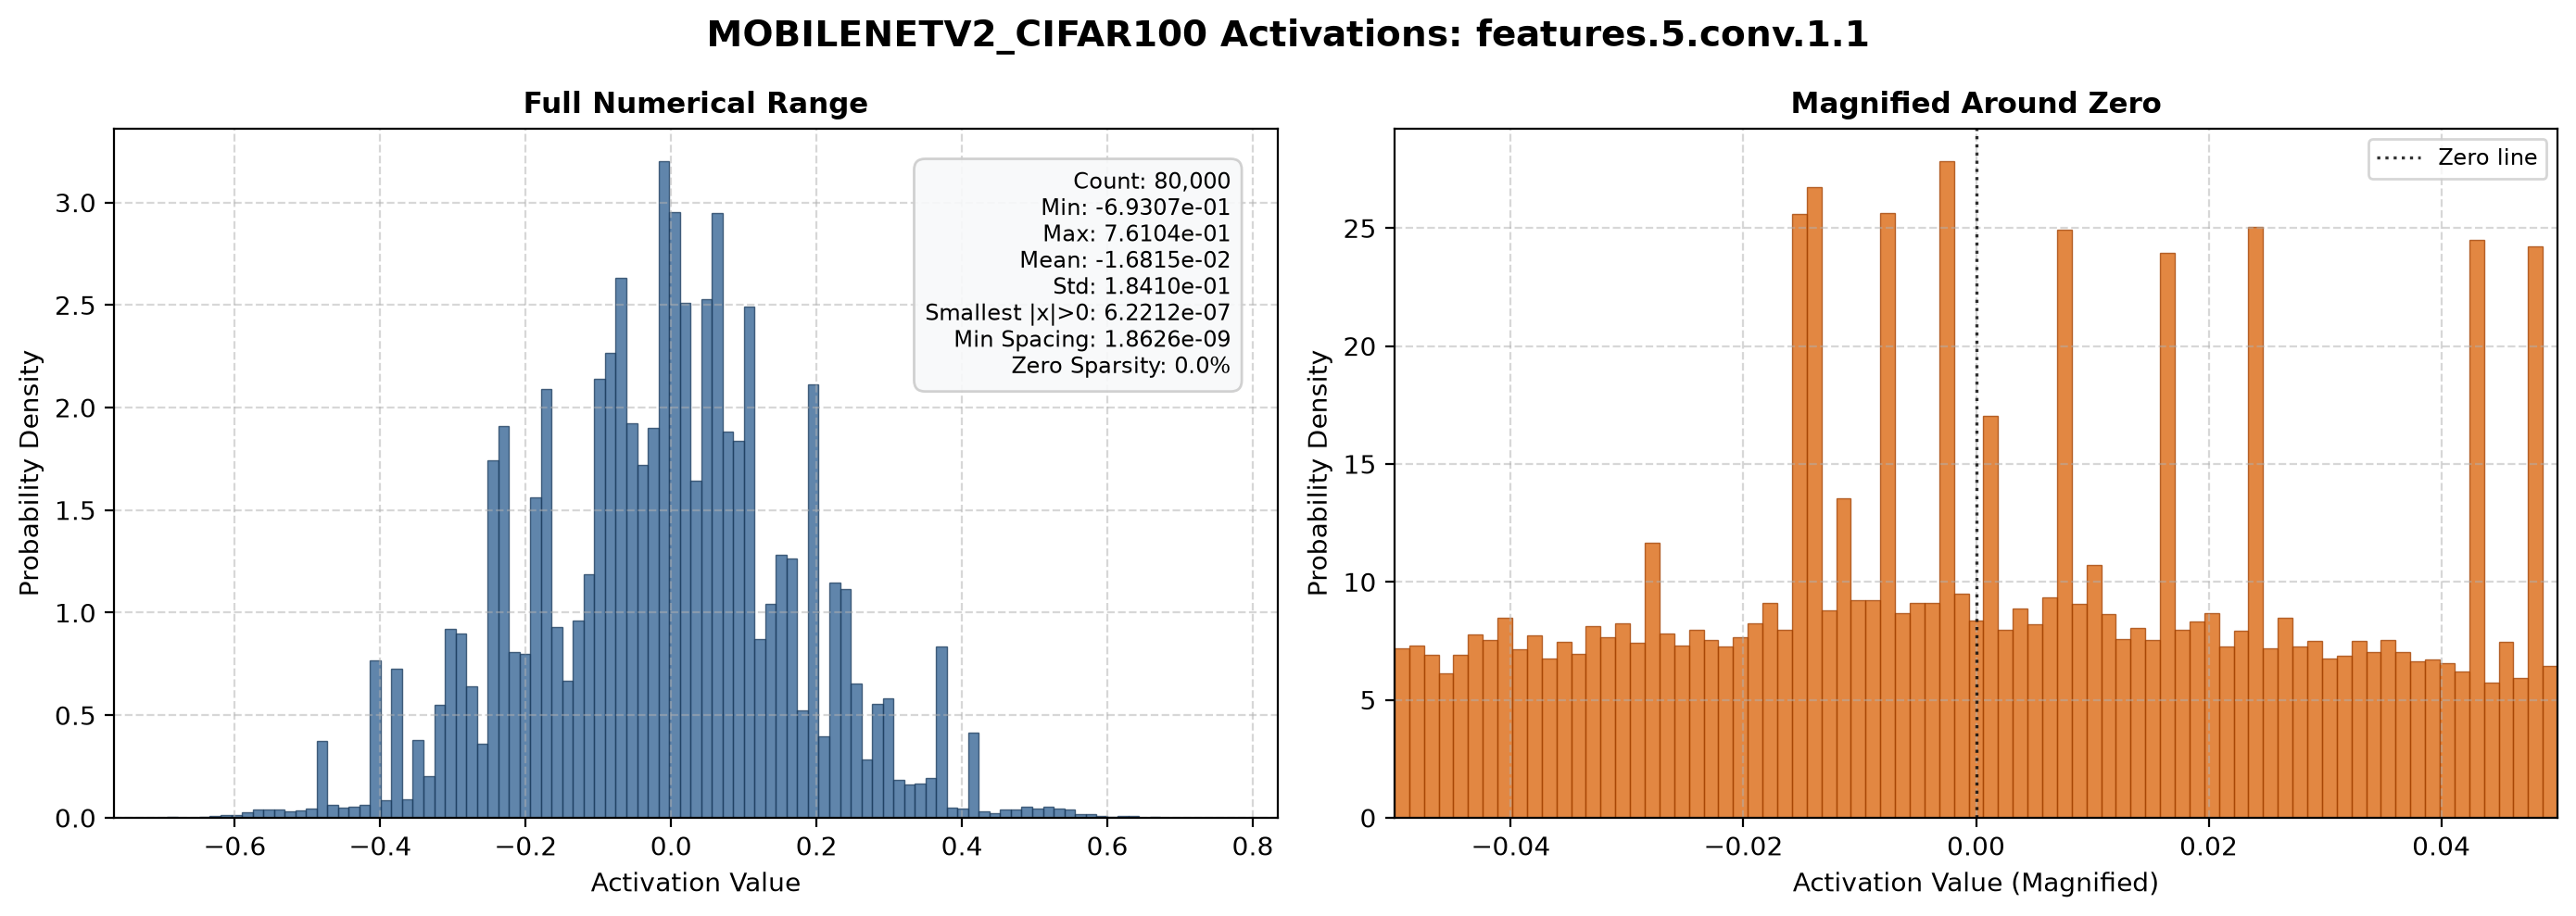 MOBILENETV2_CIFAR100 Activations: features.5.conv.1.1
Full Numerical Range
Probability Density
3.0
2.5
2.0
1.5
1.0
0.5
0.0
Count: 80,000
Min: -6.9307e-01
Max: 7.6104e-01
Mean: -1.6815e-02
Std: 1.8410e-01
Smallest |x|>0: 6.2212e-07
Min Spacing: 1.8626e-09
Zero Sparsity: 0.0%
−0.6 −0.4 −0.2 0.0 0.2 0.4 0.6 0.8
Activation Value
Magnified Around Zero
Probability Density
25
20
15
10
5
0
Zero line
−0.04 −0.02 0.00 0.02 0.04
Activation Value (Magnified)